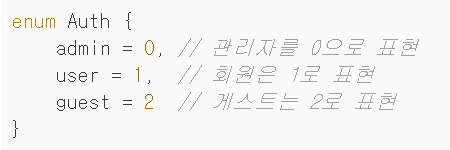 enum Auth {
    admin = 0, // 관리자를 0으로 표현
    user = 1,  // 회원은 1로 표현
    guest = 2  // 게스트는 2로 표현
}